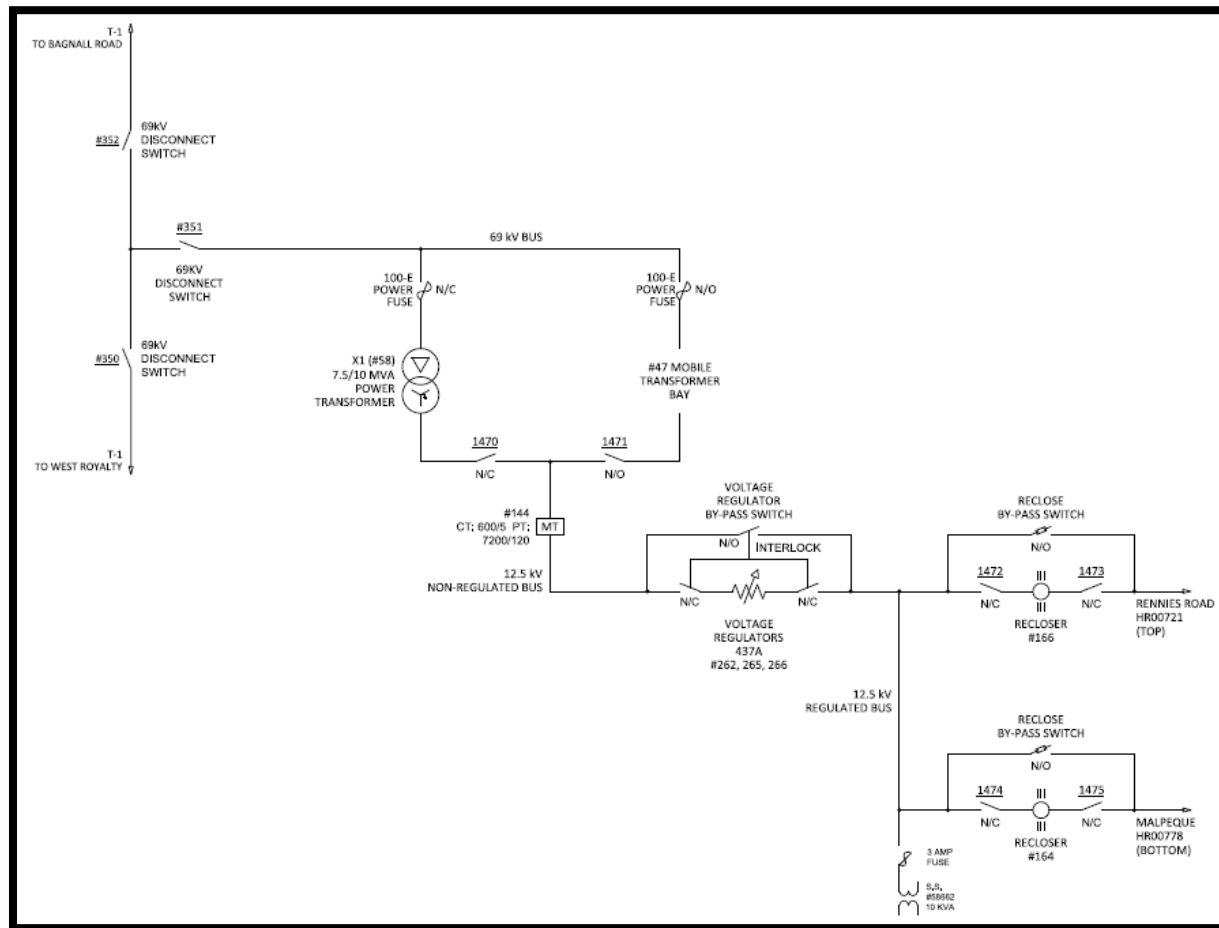 T-1
TO BAGNALL ROAD
#352
69kV
DISCONNECT
SWITCH
#351
69KV
DISCONNECT
SWITCH
69 kV BUS
100-E
POWER
FUSE
N/C
100-E
POWER
FUSE
N/O
#350
69kV
DISCONNECT
SWITCH
X1 (#58)
7.5/10 MVA
POWER
TRANSFORMER
#47 MOBILE
TRANSFORMER
BAY
T-1
TO WEST ROYALTY
1470
N/C
1471
N/O
#144
CT; 600/5 PT;
7200/120
MT
12.5 kV
NON-REGULATED BUS
VOLTAGE
REGULATOR
BY-PASS SWITCH
N/O
INTERLOCK
N/C
N/C
VOLTAGE
REGULATORS
437A
#262, 265, 266
RECLOSE
BY-PASS SWITCH
N/O
1472
N/C
1473
N/C
RECLOSER
#166
RENNIES ROAD
HR00721
(TOP)
12.5 kV
REGULATED BUS
RECLOSE
BY-PASS SWITCH
N/O
1474
N/C
1475
N/C
RECLOSER
#164
MALPEQUE
HR00778
(BOTTOM)
3 AMP
FUSE
S.S.
#58662
10 KVA